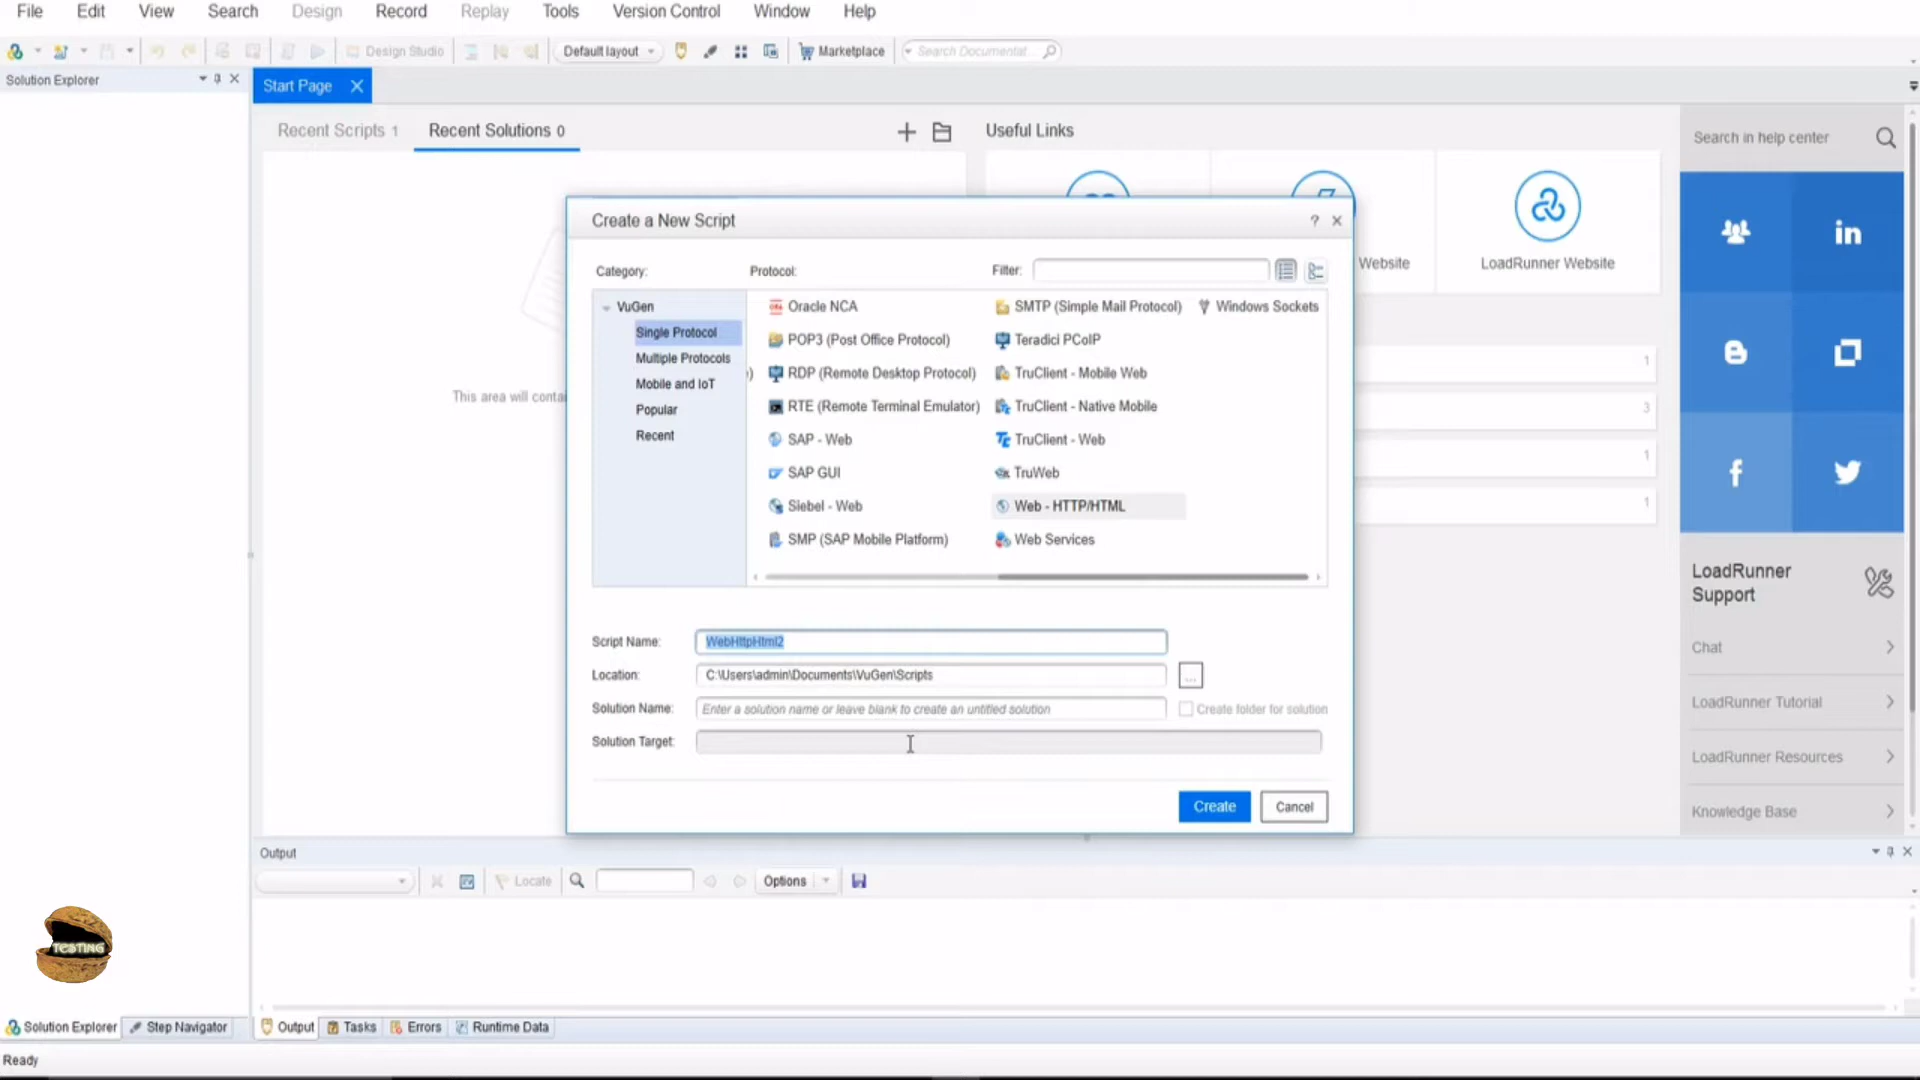 File Edit View Search Design Record Replay Tools Version Control Window Help
Design Studio Default layout Marketplace Search Documentat...
Solution Explorer
Start Page
Recent Scripts 1 Recent Solutions 0
Useful Links
This area will contai
Website
LoadRunner Website
Create a New Script
Category: Protocol: Filter:
VuGen
Single Protocol
Multiple Protocols
Mobile and IoT
Popular
Recent
Oracle NCA
POP3 (Post Office Protocol)
RDP (Remote Desktop Protocol)
RTE (Remote Terminal Emulator)
SAP - Web
SAP GUI
Siebel - Web
SMP (SAP Mobile Platform)
SMTP (Simple Mail Protocol)
Teradici PCoIP
TruClient - Mobile Web
TruClient - Native Mobile
TruClient - Web
TruWeb
Web - HTTP/HTML
Web Services
Windows Sockets
Script Name: WebHttpHtml2
Location: C:\Users\admin\Documents\VuGen\Scripts ...
Solution Name: Enter a solution name or leave blank to create an untitled solution Create folder for solution
Solution Target:
Create Cancel
1
3
1
1
Search in help center
in
LoadRunner
Support
Chat
LoadRunner Tutorial
LoadRunner Resources
Knowledge Base
Output
Locate Options
TESTING
Solution Explorer Step Navigator Output Tasks Errors Runtime Data
Ready